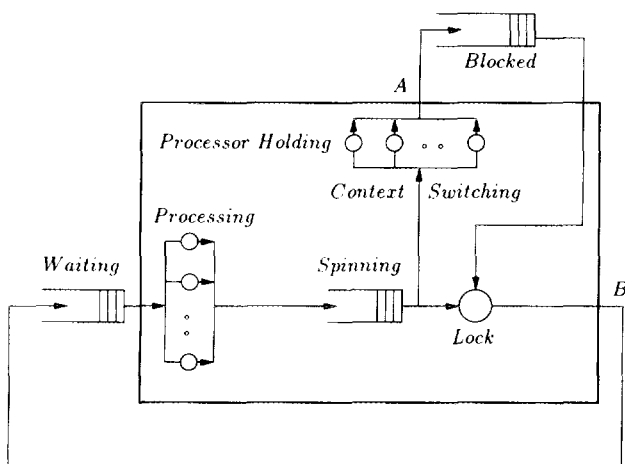 Blocked
A
Processor Holding
Context Switching
Processing
Waiting
Spinning
B
Lock